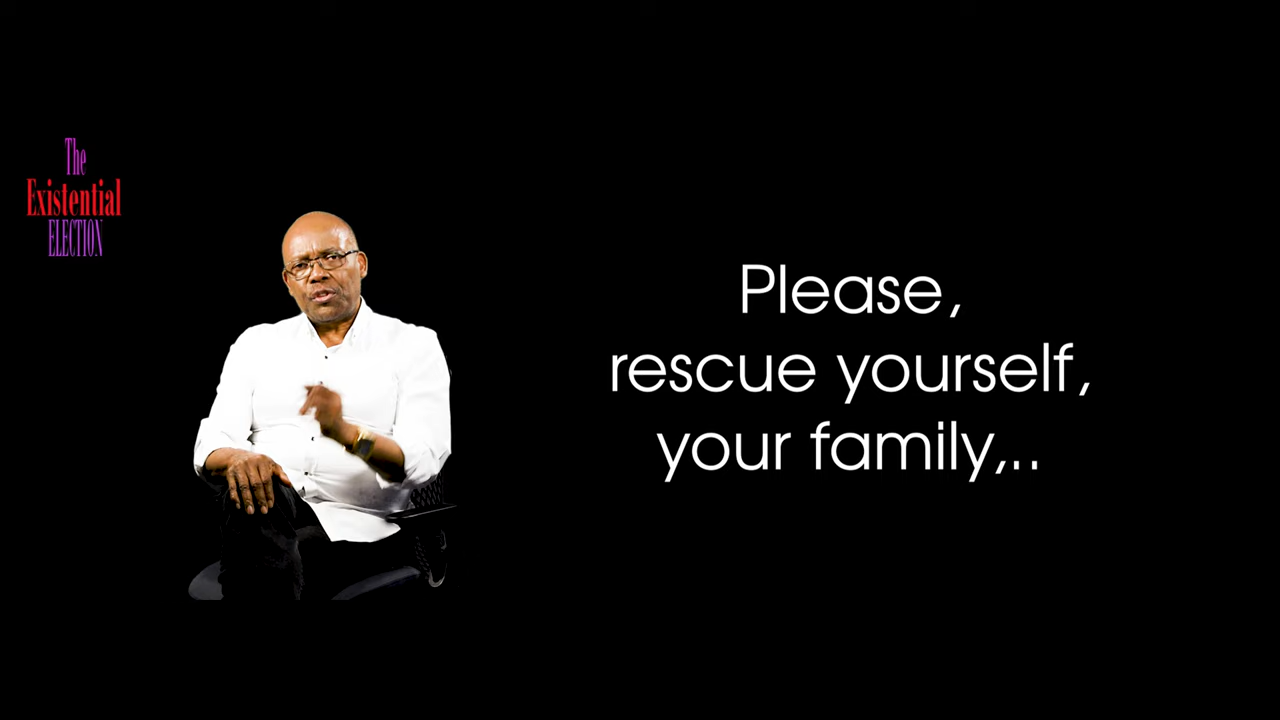 The
Existential
ELECTION
Please,
rescue yourself,
your family,..